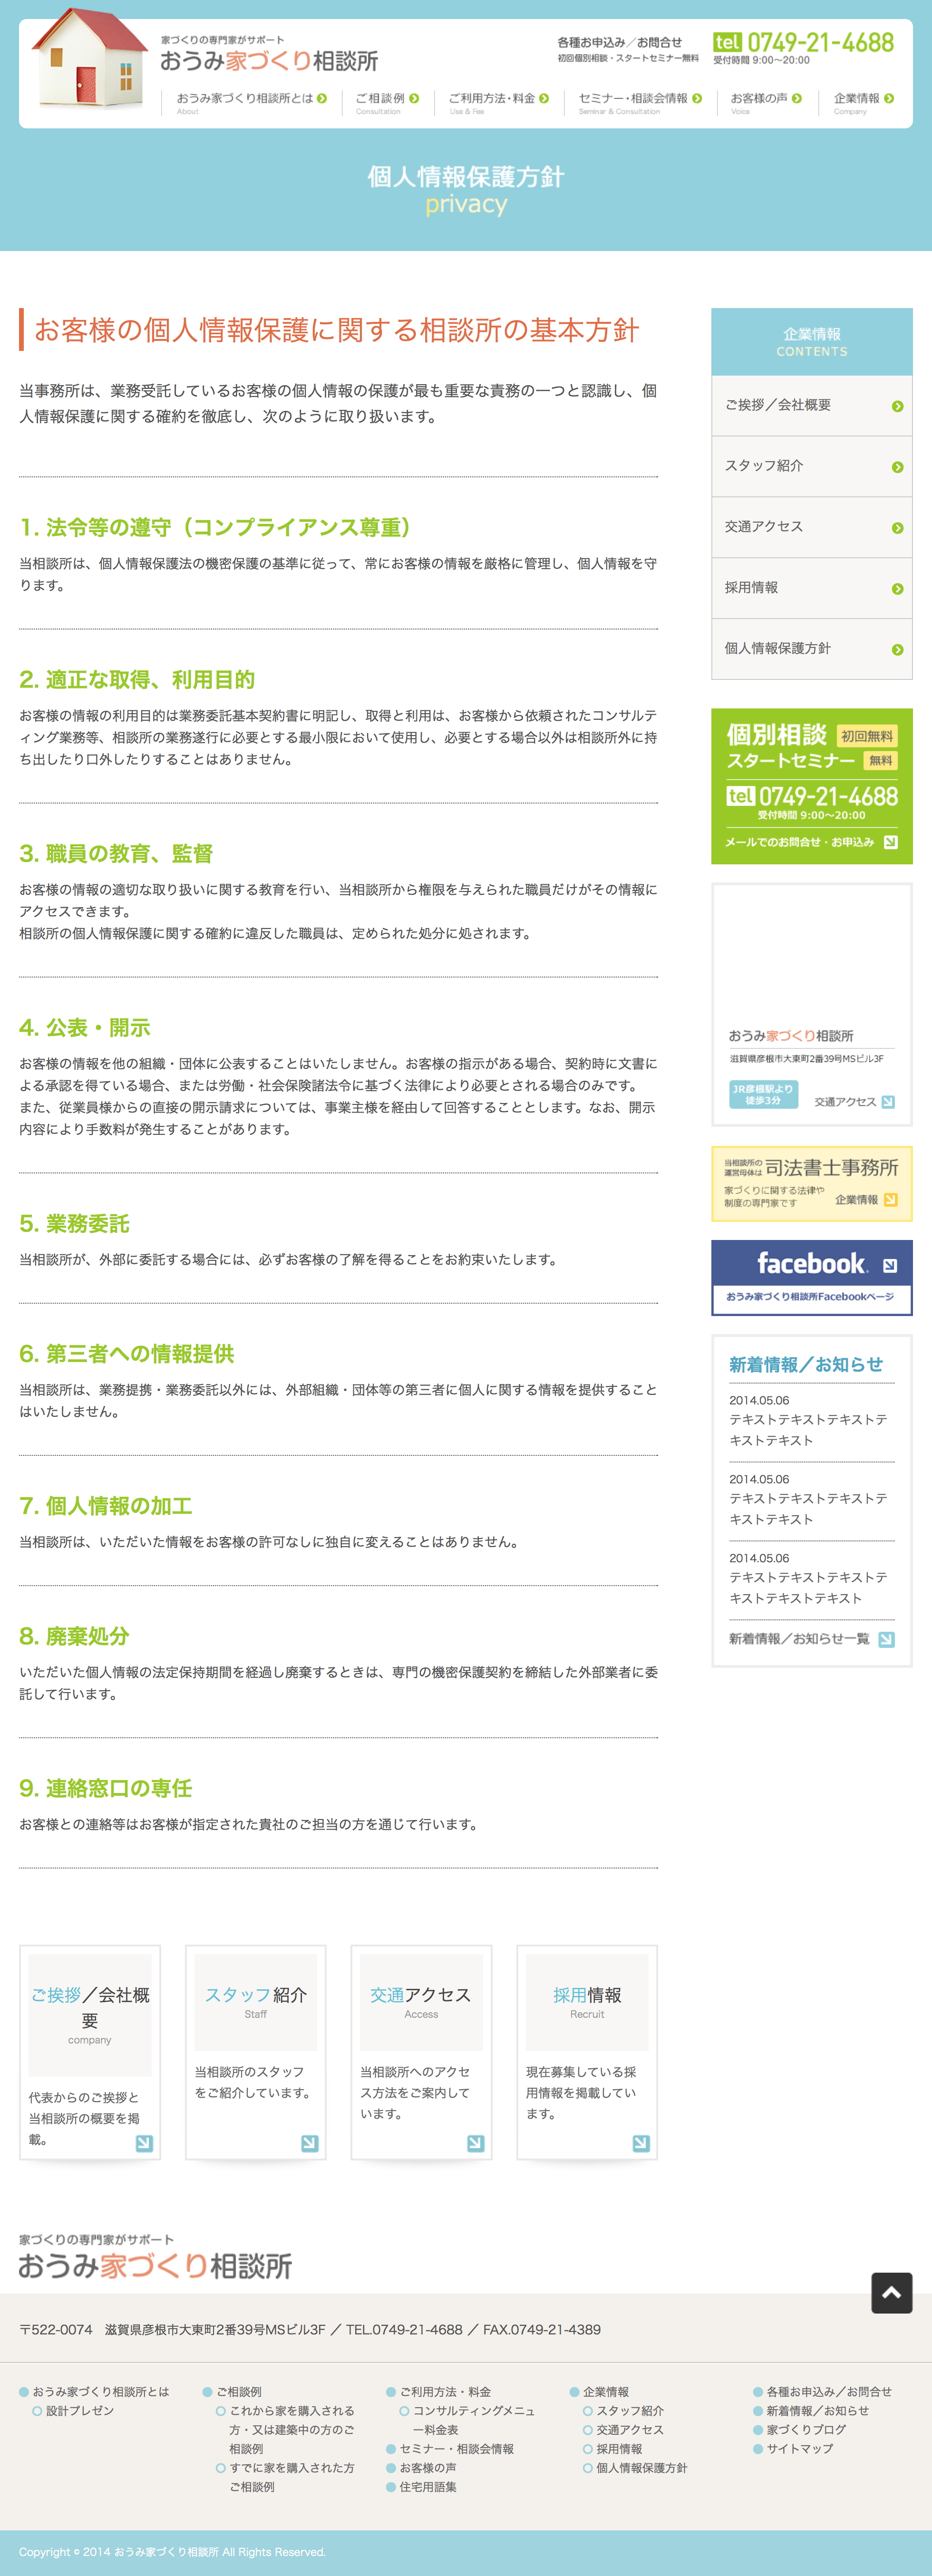 家づくりの専門家がサポート
おうみ家づくり相談所
各種お申込み／お問合せ
初回個別相談・スタートセミナー無料
tel 0749-21-4688
受付時間 9:00〜20:00
おうみ家づくり相談所とは
About
ご相談例
Consultation
ご利用方法・料金
Use & Fee
セミナー・相談会情報
Seminar & Consultation
お客様の声
Voice
企業情報
Company
個人情報保護方針
privacy
お客様の個人情報保護に関する相談所の基本方針
当事務所は、業務受託しているお客様の個人情報の保護が最も重要な責務の一つと認識し、個
人情報保護に関する確約を徹底し、次のように取り扱います。
1. 法令等の遵守（コンプライアンス尊重）
当相談所は、個人情報保護法の機密保護の基準に従って、常にお客様の情報を厳格に管理し、個人情報を守
ります。
2. 適正な取得、利用目的
お客様の情報の利用目的は業務委託基本契約書に明記し、取得と利用は、お客様から依頼されたコンサルテ
ィング業務等、相談所の業務遂行に必要とする最小限において使用し、必要とする場合以外は相談所外に持
ち出したり口外したりすることはありません。
3. 職員の教育、監督
お客様の情報の適切な取り扱いに関する教育を行い、当相談所から権限を与えられた職員だけがその情報に
アクセスできます。
相談所の個人情報保護に関する確約に違反した職員は、定められた処分に処されます。
4. 公表・開示
お客様の情報を他の組織・団体に公表することはいたしません。お客様の指示がある場合、契約時に文書に
よる承認を得ている場合、または労働・社会保険諸法令に基づく法律により必要とされる場合のみです。
また、従業員様からの直接の開示請求については、事業主様を経由して回答することとします。なお、開示
内容により手数料が発生することがあります。
5. 業務委託
当相談所が、外部に委託する場合には、必ずお客様の了解を得ることをお約束いたします。
6. 第三者への情報提供
当相談所は、業務提携・業務委託以外には、外部組織・団体等の第三者に個人に関する情報を提供すること
はいたしません。
7. 個人情報の加工
当相談所は、いただいた情報をお客様の許可なしに独自に変えることはありません。
8. 廃棄処分
いただいた個人情報の法定保持期間を経過し廃棄するときは、専門の機密保護契約を締結した外部業者に委
託して行います。
9. 連絡窓口の専任
お客様との連絡等はお客様が指定された貴社のご担当の方を通じて行います。
企業情報
CONTENTS
ご挨拶／会社概要
スタッフ紹介
交通アクセス
採用情報
個人情報保護方針
個別相談 初回無料
スタートセミナー 無料
tel 0749-21-4688
受付時間 9:00〜20:00
メールでのお問合せ・お申込み
おうみ家づくり相談所
滋賀県彦根市大東町2番39号MSビル3F
JR彦根駅より
徒歩3分
交通アクセス
当相談所の
運営母体は
司法書士事務所
家づくりに関する法律や
制度の専門家です
企業情報
facebook.
おうみ家づくり相談所Facebookページ
新着情報／お知らせ
2014.05.06
テキストテキストテキストテ
キストテキスト
2014.05.06
テキストテキストテキストテ
キストテキスト
2014.05.06
テキストテキストテキストテ
キストテキストテキスト
新着情報／お知らせ一覧
ご挨拶／会社概
要
company
代表からのご挨拶と
当相談所の概要を掲
載。
スタッフ紹介
Staff
当相談所のスタッフ
をご紹介しています。
交通アクセス
Access
当相談所へのアクセ
ス方法をご案内して
います。
採用情報
Recruit
現在募集している採
用情報を掲載してい
ます。
家づくりの専門家がサポート
おうみ家づくり相談所
〒522-0074　滋賀県彦根市大東町2番39号MSビル3F ／ TEL.0749-21-4688 ／ FAX.0749-21-4389
おうみ家づくり相談所とは
設計プレゼン
ご相談例
これから家を購入される
方・又は建築中の方のご
相談例
すでに家を購入された方
ご相談例
ご利用方法・料金
コンサルティングメニュ
ー料金表
セミナー・相談会情報
お客様の声
住宅用語集
企業情報
スタッフ紹介
交通アクセス
採用情報
個人情報保護方針
各種お申込み／お問合せ
新着情報／お知らせ
家づくりブログ
サイトマップ
Copyright © 2014 おうみ家づくり相談所 All Rights Reserved.